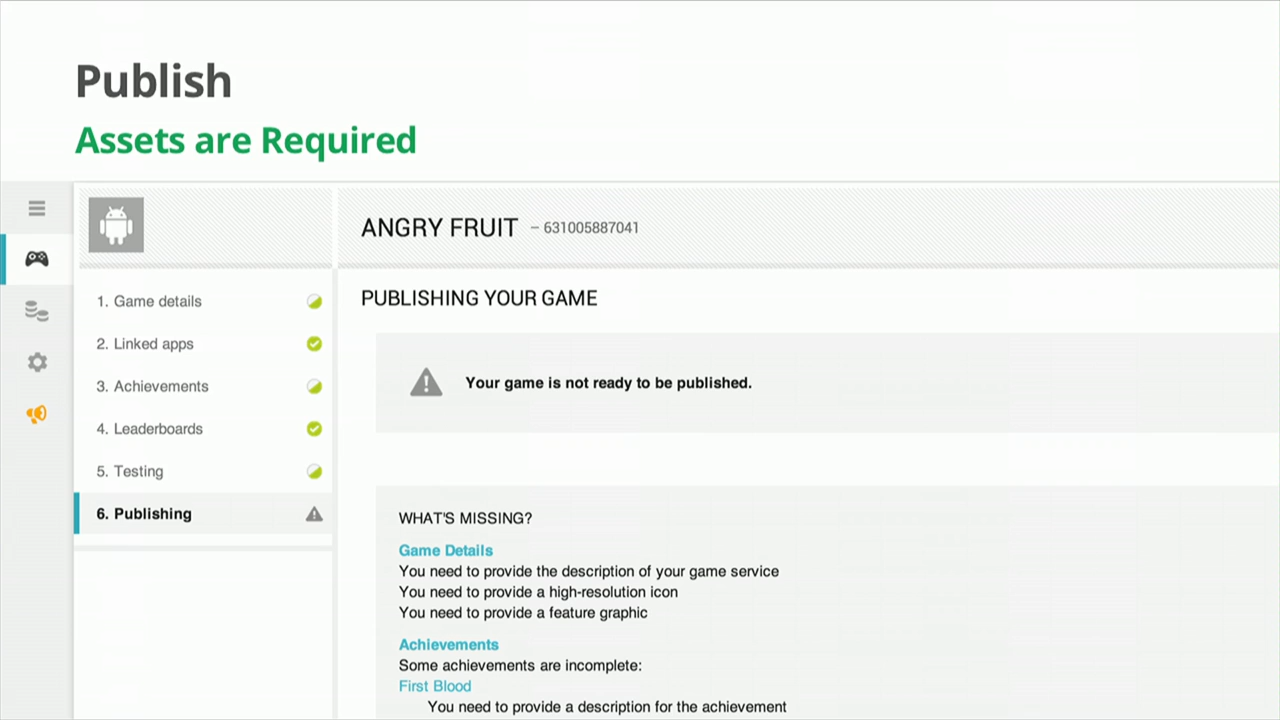 Publish
Assets are Required
ANGRY FRUIT – 631005887041
1. Game details
2. Linked apps
3. Achievements
4. Leaderboards
5. Testing
6. Publishing
PUBLISHING YOUR GAME
Your game is not ready to be published.
WHAT'S MISSING?
Game Details
You need to provide the description of your game service
You need to provide a high-resolution icon
You need to provide a feature graphic
Achievements
Some achievements are incomplete:
First Blood
You need to provide a description for the achievement